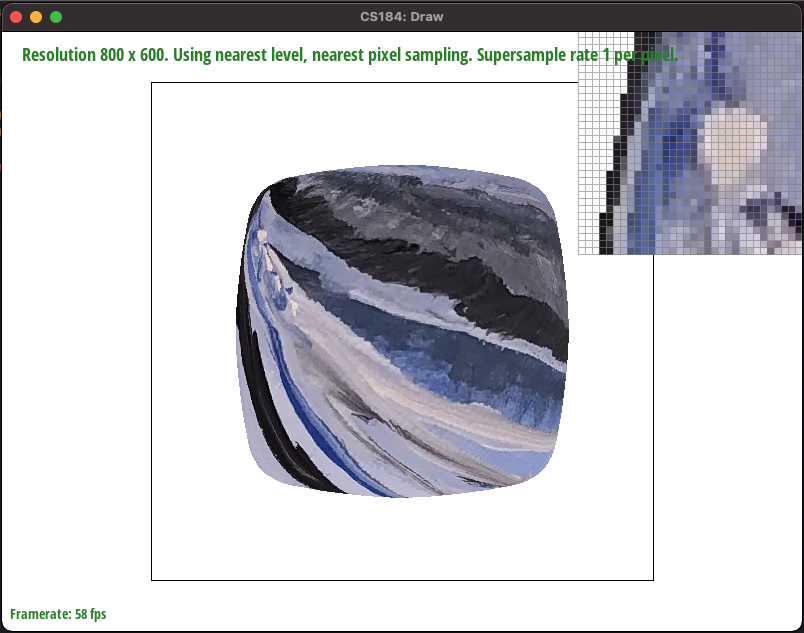 CS184: Draw
Resolution 800 x 600. Using nearest level, nearest pixel sampling. Supersample rate 1 per pixel.
Framerate: 58 fps